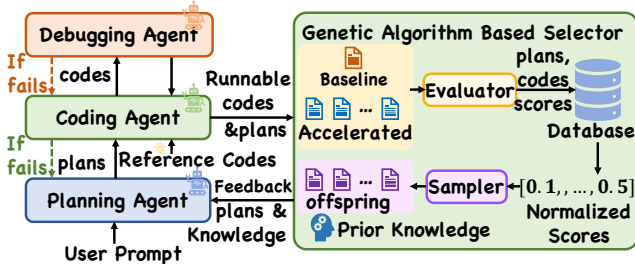 Debugging Agent
If
fails
codes
Coding Agent
If
fails
plans
Reference Codes
Planning Agent
User Prompt
Runnable
codes
&plans
Feedback
plans &
Knowledge
Genetic Algorithm Based Selector
Baseline
...
Accelerated
Evaluator
plans,
codes
scores
Database
[0.1, , ..., 0.5]
Normalized
Scores
Sampler
...
offspring
Prior Knowledge